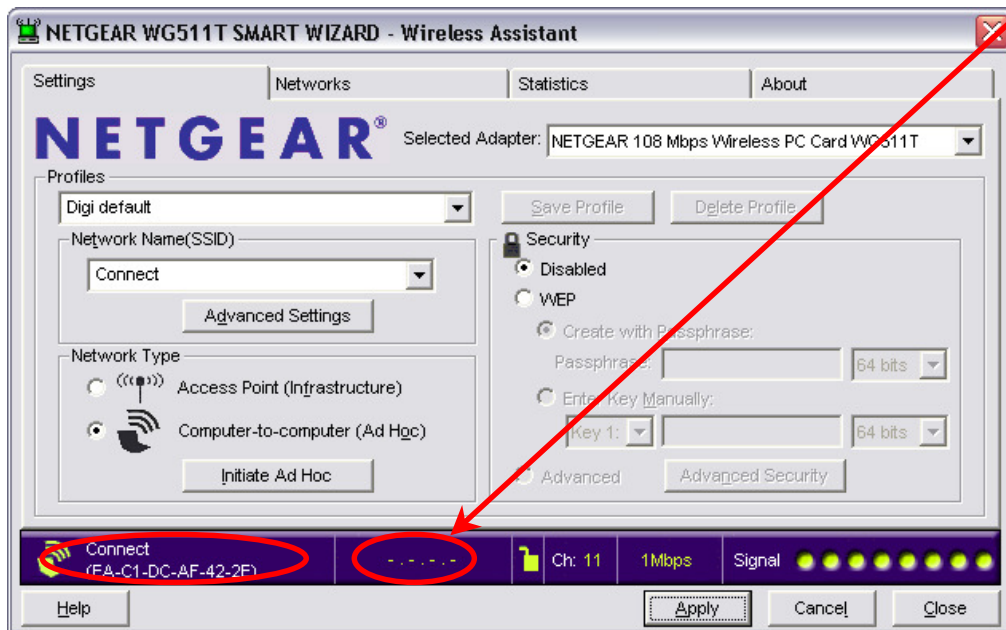 NETGEAR WG511T SMART WIZARD - Wireless Assistant
Settings Networks Statistics About
NETGEAR® Selected Adapter: NETGEAR 108 Mbps Wireless PC Card WG511T
Profiles
Digi default Save Profile Delete Profile
Network Name(SSID) Security
Connect Disabled
WEP
Advanced Settings Create with Passphrase:
Network Type Passphrase: 64 bits
Access Point (Infrastructure) Enter Key Manually:
Computer-to-computer (Ad Hoc) Key 1: 64 bits
Initiate Ad Hoc Advanced Advanced Security
Connect - . - . - . - Ch: 11 1Mbps Signal
(EA-C1-DC-AF-42-2F)
Help Apply Cancel Close